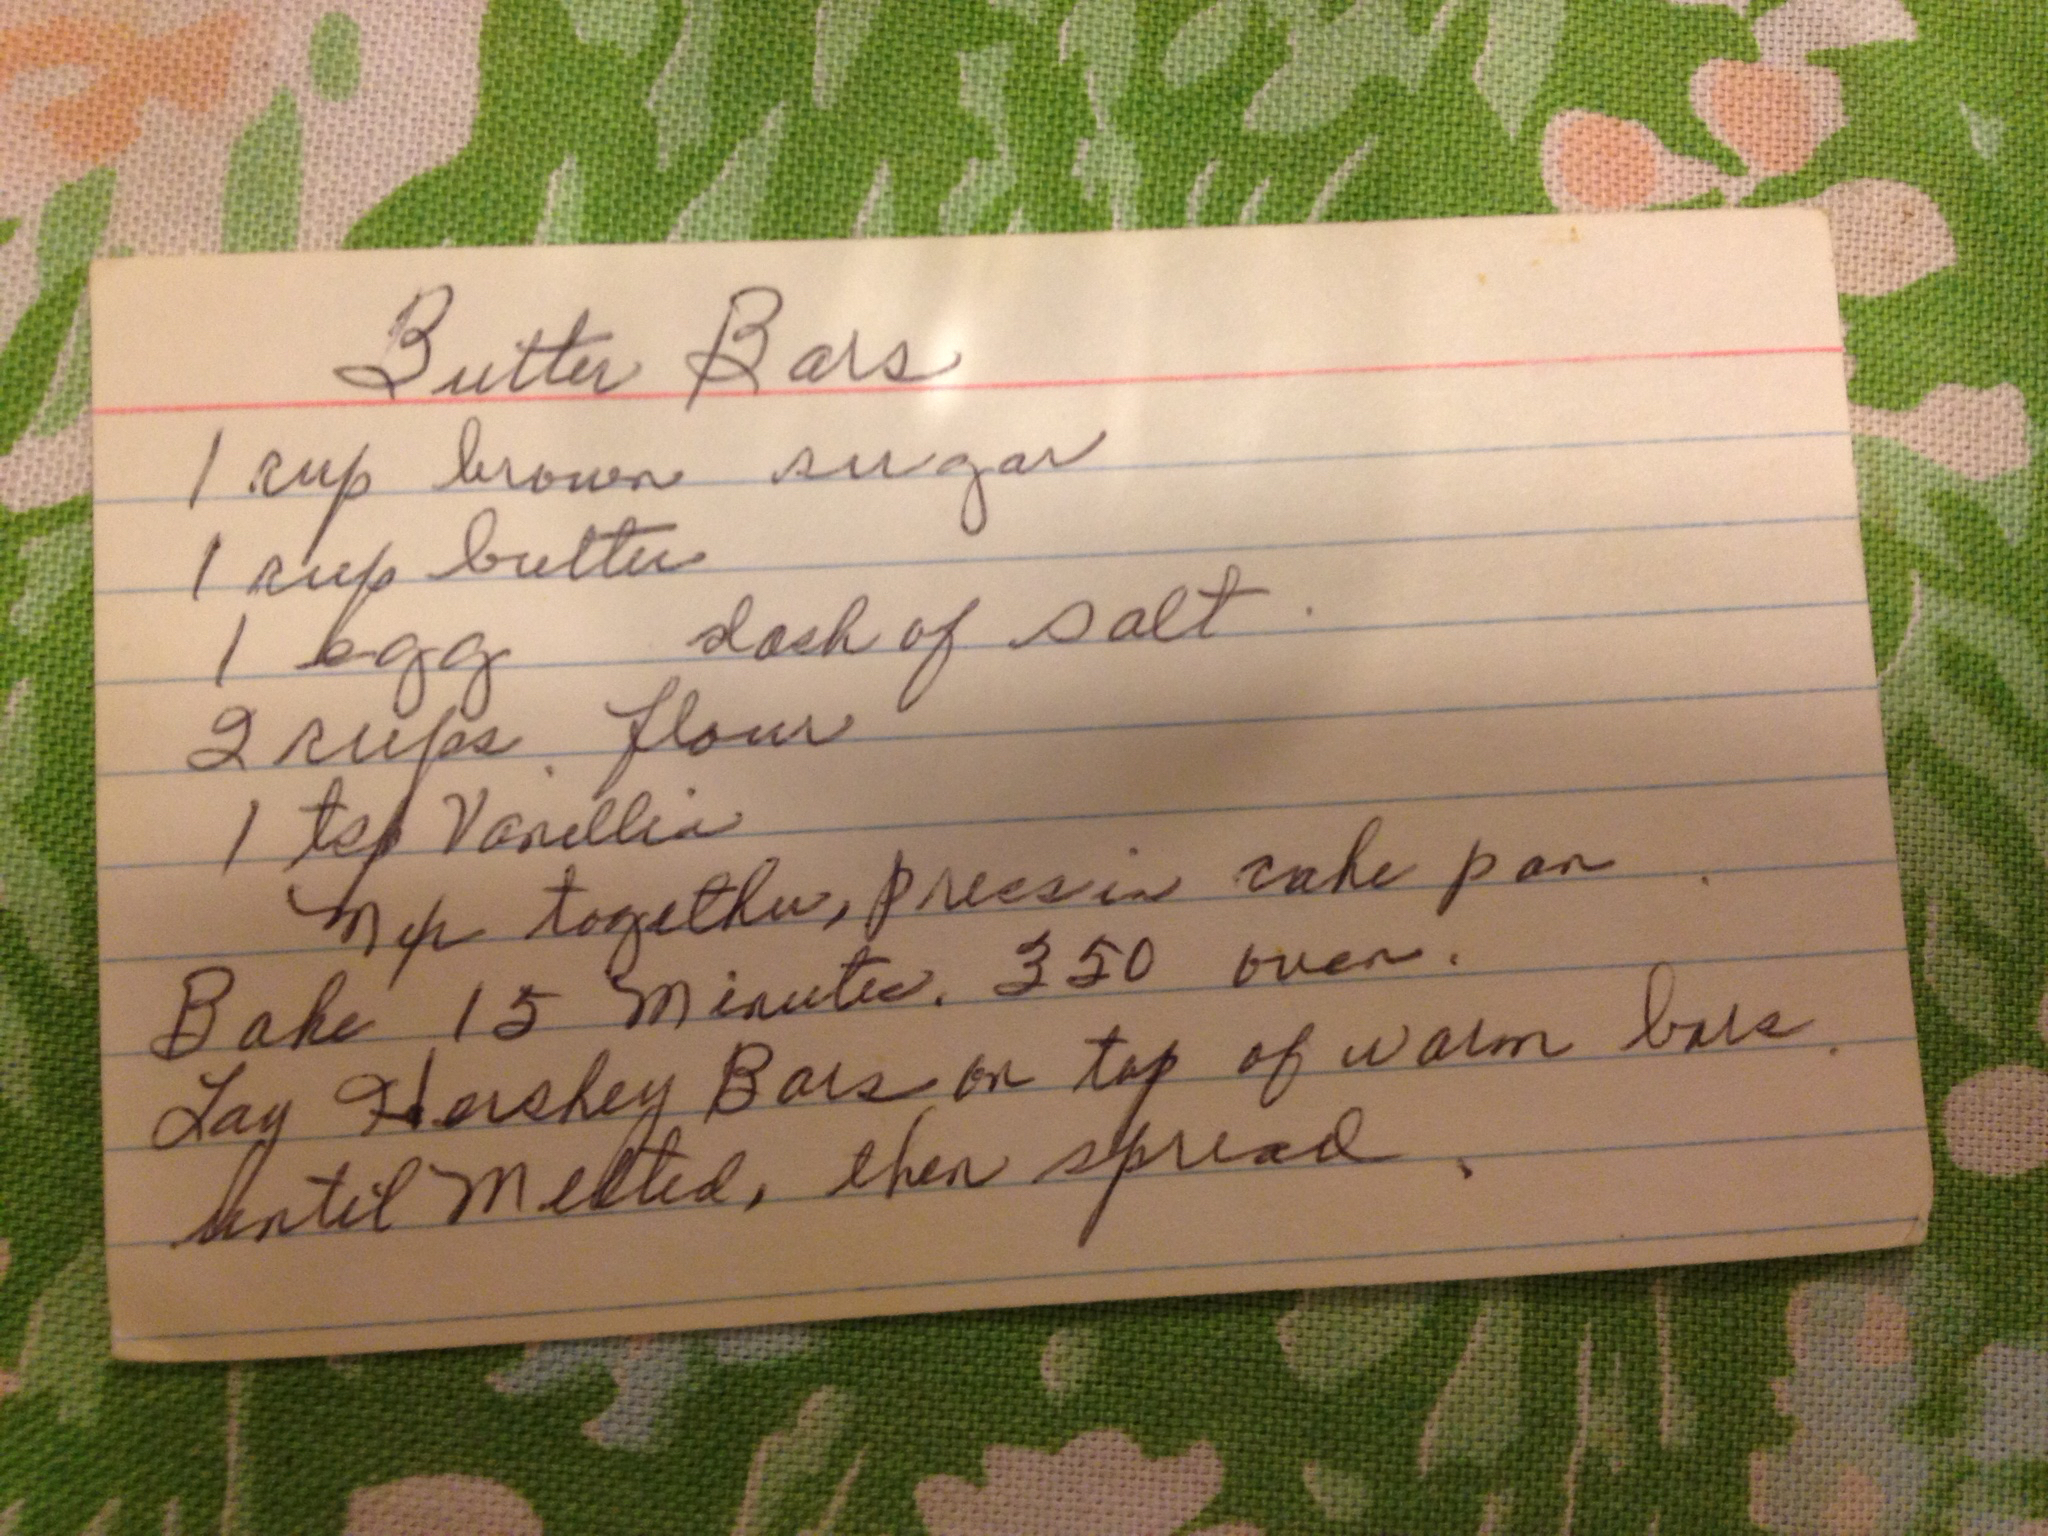 Butter Bars
1 cup brown sugar
1 cup butter
1 egg dash of salt.
2 cups flour
1 tsp Vanillia
Mix together, press in cake pan.
Bake 15 Minutes. 350 oven.
Lay Hershey Bars on top of warm bars.
until Melted, then spread.